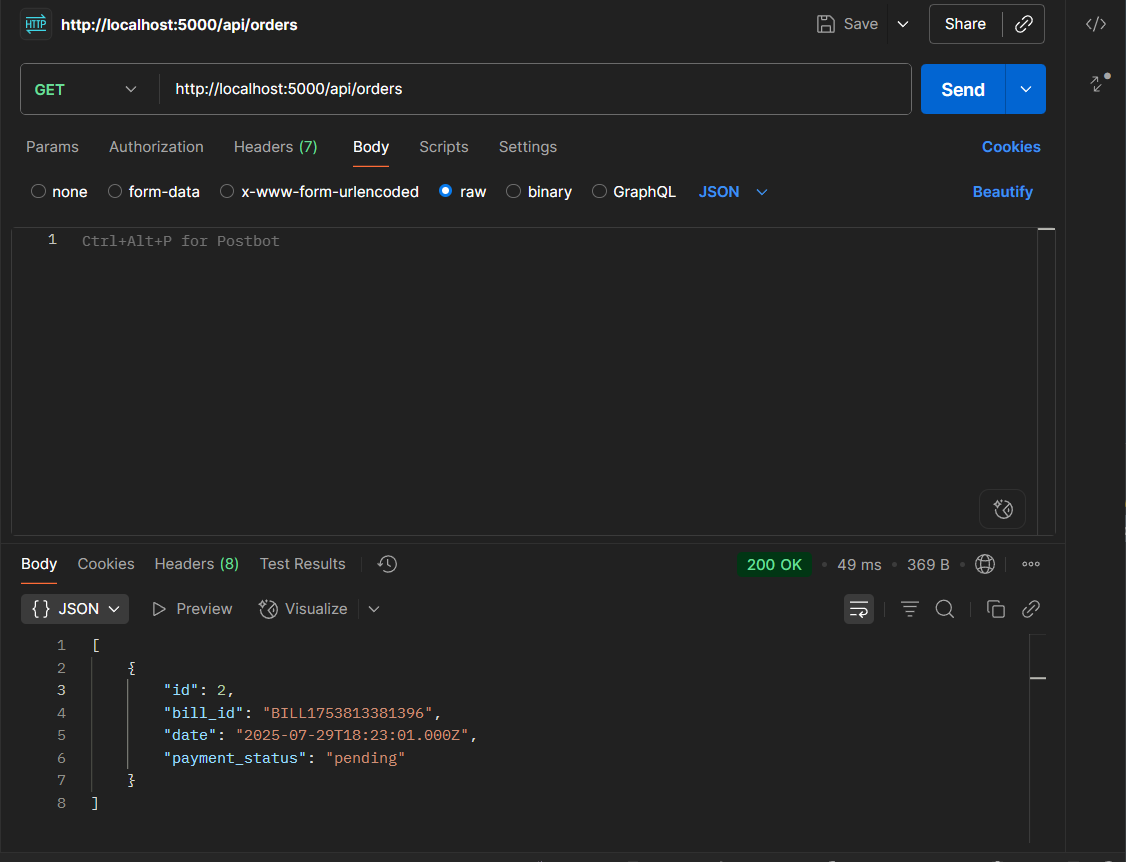 HTTP http://localhost:5000/api/orders Save Share
GET http://localhost:5000/api/orders Send
Params Authorization Headers (7) Body Scripts Settings Cookies
none form-data x-www-form-urlencoded raw binary GraphQL JSON Beautify
1 Ctrl+Alt+P for Postbot
Body Cookies Headers (8) Test Results 200 OK • 49 ms • 369 B •
{} JSON Preview Visualize
1 [
2 {
3 "id": 2,
4 "bill_id": "BILL1753813381396",
5 "date": "2025-07-29T18:23:01.000Z",
6 "payment_status": "pending"
7 }
8 ]